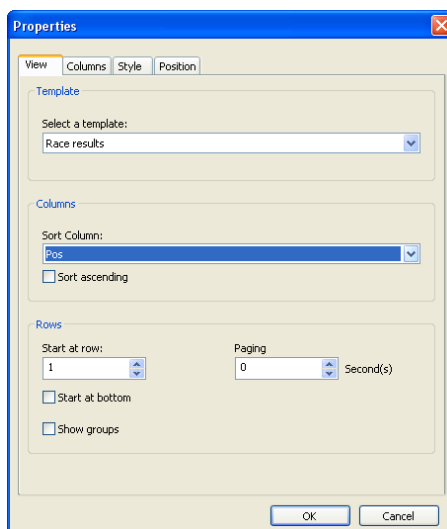 Properties
View Columns Style Position
Template
Select a template:
Race results
Columns
Sort Column:
Pos
Sort ascending
Rows
Start at row: Paging
1 0 Second(s)
Start at bottom
Show groups
OK Cancel